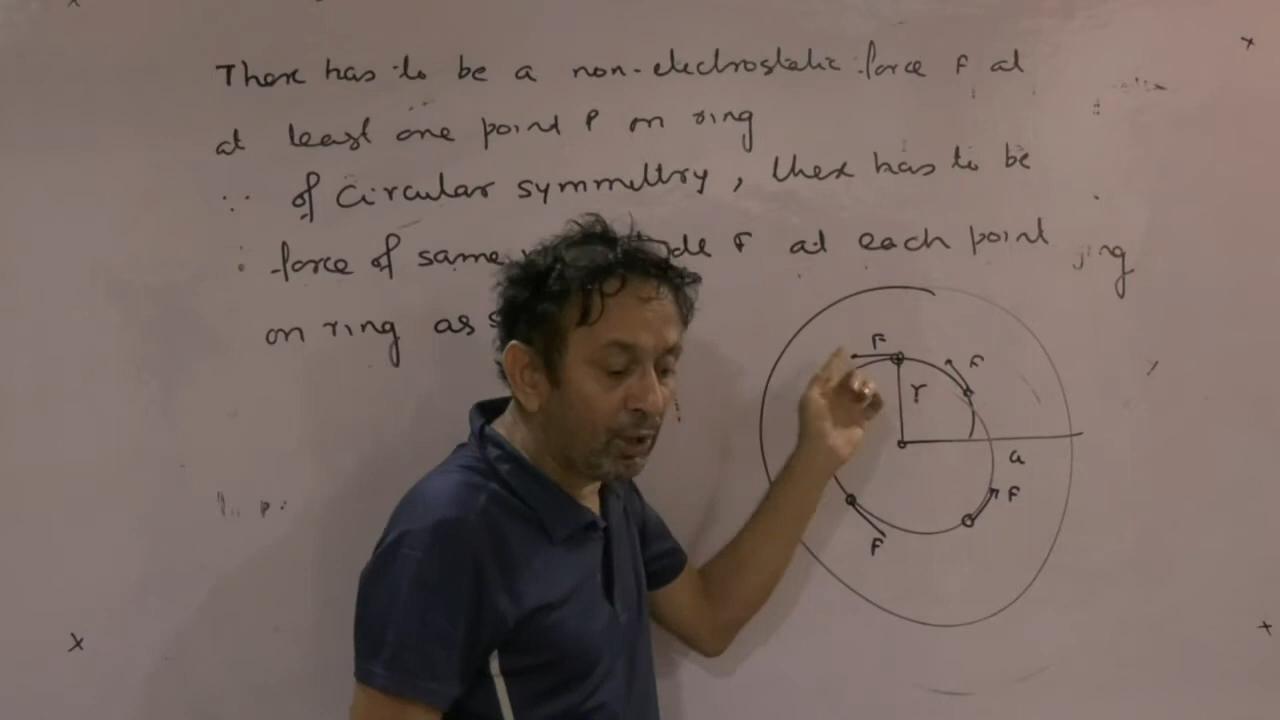 There has to be a non-electrostatic force F at
at least one point P on ring
∵ of Circular symmettry, there has to be
∴ force of same F at each point
on ring as
F
F
r
a
F
F